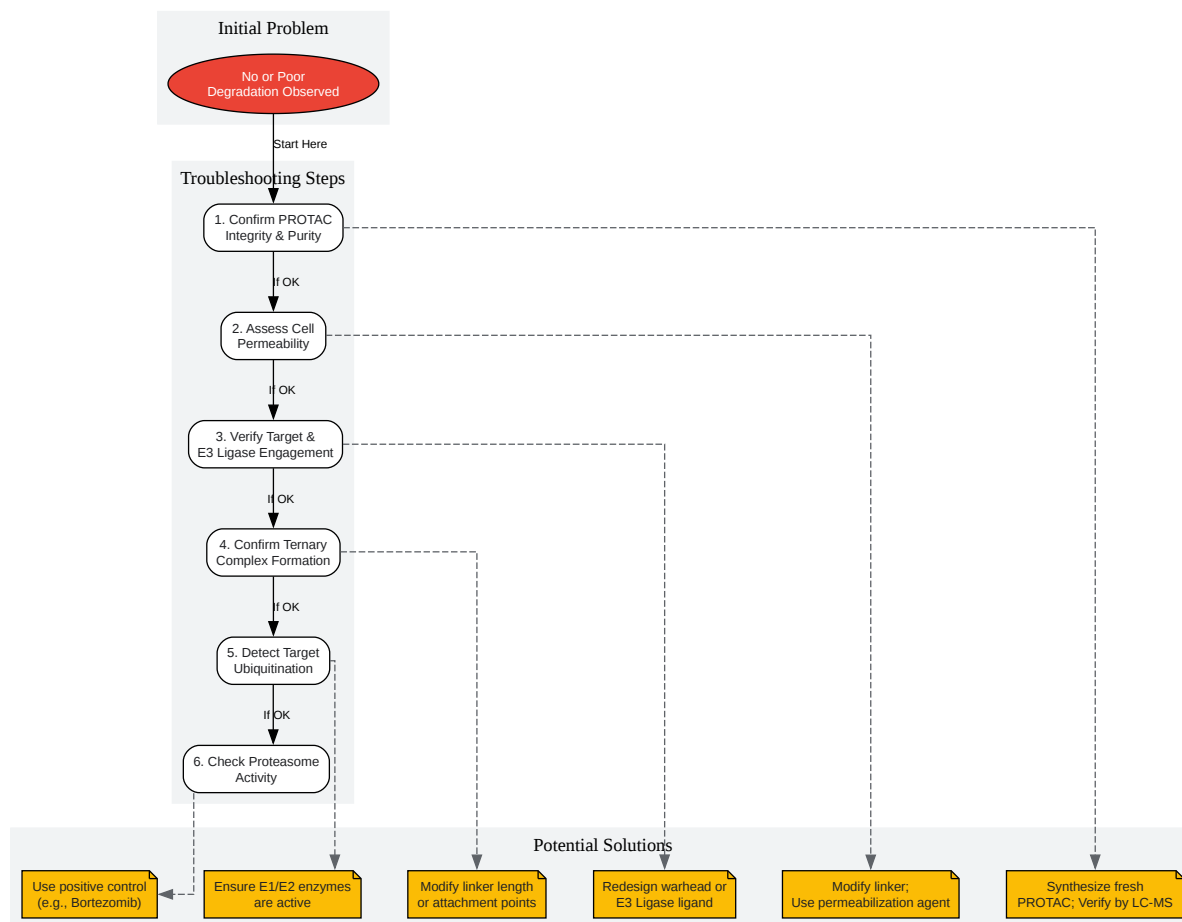 Initial Problem
No or Poor
Degradation Observed
Start Here
Troubleshooting Steps
1. Confirm PROTAC
Integrity & Purity
If OK
2. Assess Cell
Permeability
If OK
3. Verify Target &
E3 Ligase Engagement
If OK
4. Confirm Ternary
Complex Formation
If OK
5. Detect Target
Ubiquitination
If OK
6. Check Proteasome
Activity
Potential Solutions
Use positive control
(e.g., Bortezomib)
Ensure E1/E2 enzymes
are active
Modify linker length
or attachment points
Redesign warhead or
E3 Ligase ligand
Modify linker;
Use permeabilization agent
Synthesize fresh
PROTAC; Verify by LC-MS